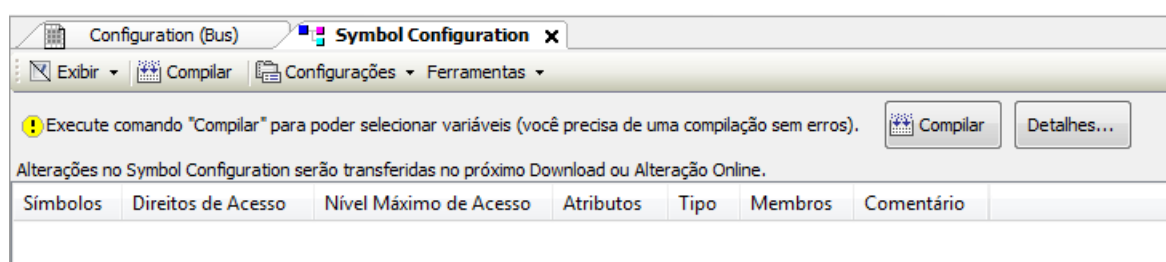 Configuration (Bus) Symbol Configuration
Exibir Compilar Configurações Ferramentas
Execute comando "Compilar" para poder selecionar variáveis (você precisa de uma compilação sem erros). Compilar Detalhes...
Alterações no Symbol Configuration serão transferidas no próximo Download ou Alteração Online.
Símbolos Direitos de Acesso Nível Máximo de Acesso Atributos Tipo Membros Comentário